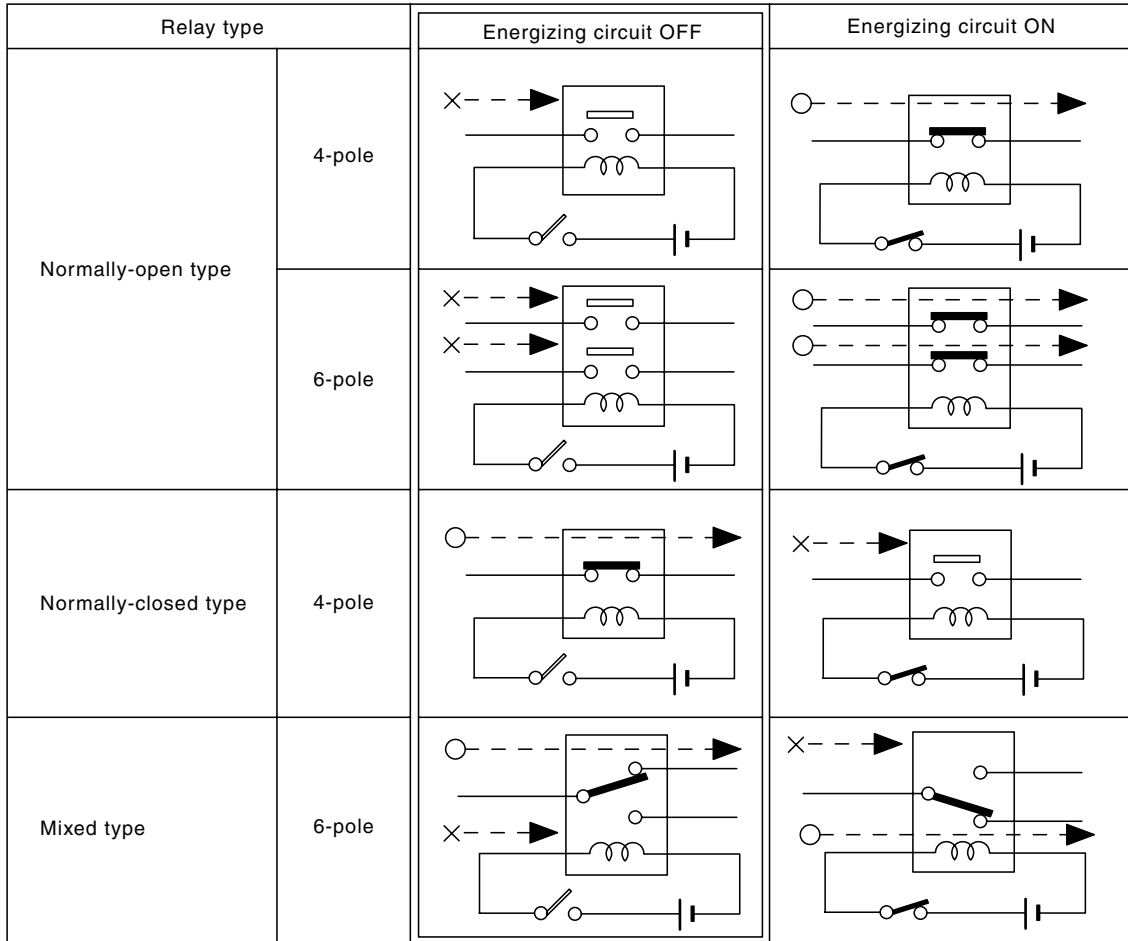 Relay type
Energizing circuit OFF
Energizing circuit ON
Normally-open type
4-pole
6-pole
Normally-closed type
4-pole
Mixed type
6-pole